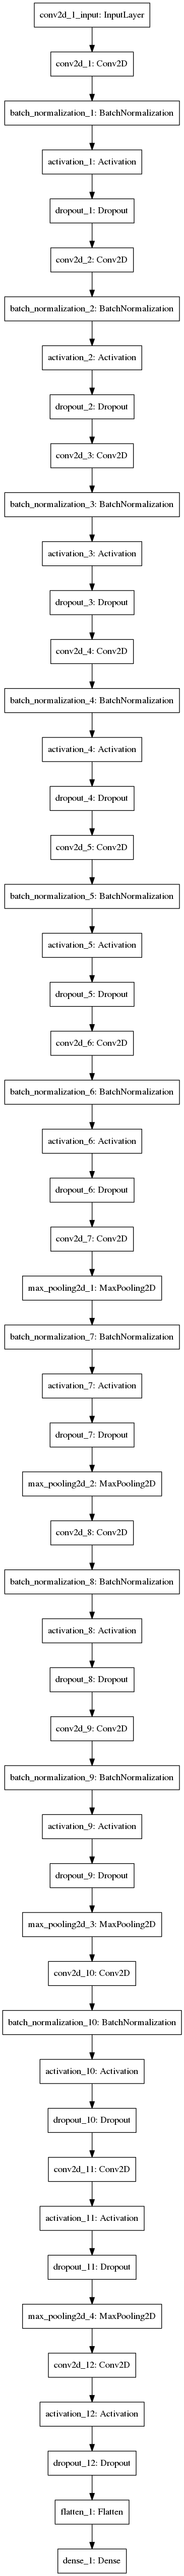 conv2d_1_input: InputLayer
conv2d_1: Conv2D
batch_normalization_1: BatchNormalization
activation_1: Activation
dropout_1: Dropout
conv2d_2: Conv2D
batch_normalization_2: BatchNormalization
activation_2: Activation
dropout_2: Dropout
conv2d_3: Conv2D
batch_normalization_3: BatchNormalization
activation_3: Activation
dropout_3: Dropout
conv2d_4: Conv2D
batch_normalization_4: BatchNormalization
activation_4: Activation
dropout_4: Dropout
conv2d_5: Conv2D
batch_normalization_5: BatchNormalization
activation_5: Activation
dropout_5: Dropout
conv2d_6: Conv2D
batch_normalization_6: BatchNormalization
activation_6: Activation
dropout_6: Dropout
conv2d_7: Conv2D
max_pooling2d_1: MaxPooling2D
batch_normalization_7: BatchNormalization
activation_7: Activation
dropout_7: Dropout
max_pooling2d_2: MaxPooling2D
conv2d_8: Conv2D
batch_normalization_8: BatchNormalization
activation_8: Activation
dropout_8: Dropout
conv2d_9: Conv2D
batch_normalization_9: BatchNormalization
activation_9: Activation
dropout_9: Dropout
max_pooling2d_3: MaxPooling2D
conv2d_10: Conv2D
batch_normalization_10: BatchNormalization
activation_10: Activation
dropout_10: Dropout
conv2d_11: Conv2D
activation_11: Activation
dropout_11: Dropout
max_pooling2d_4: MaxPooling2D
conv2d_12: Conv2D
activation_12: Activation
dropout_12: Dropout
flatten_1: Flatten
dense_1: Dense